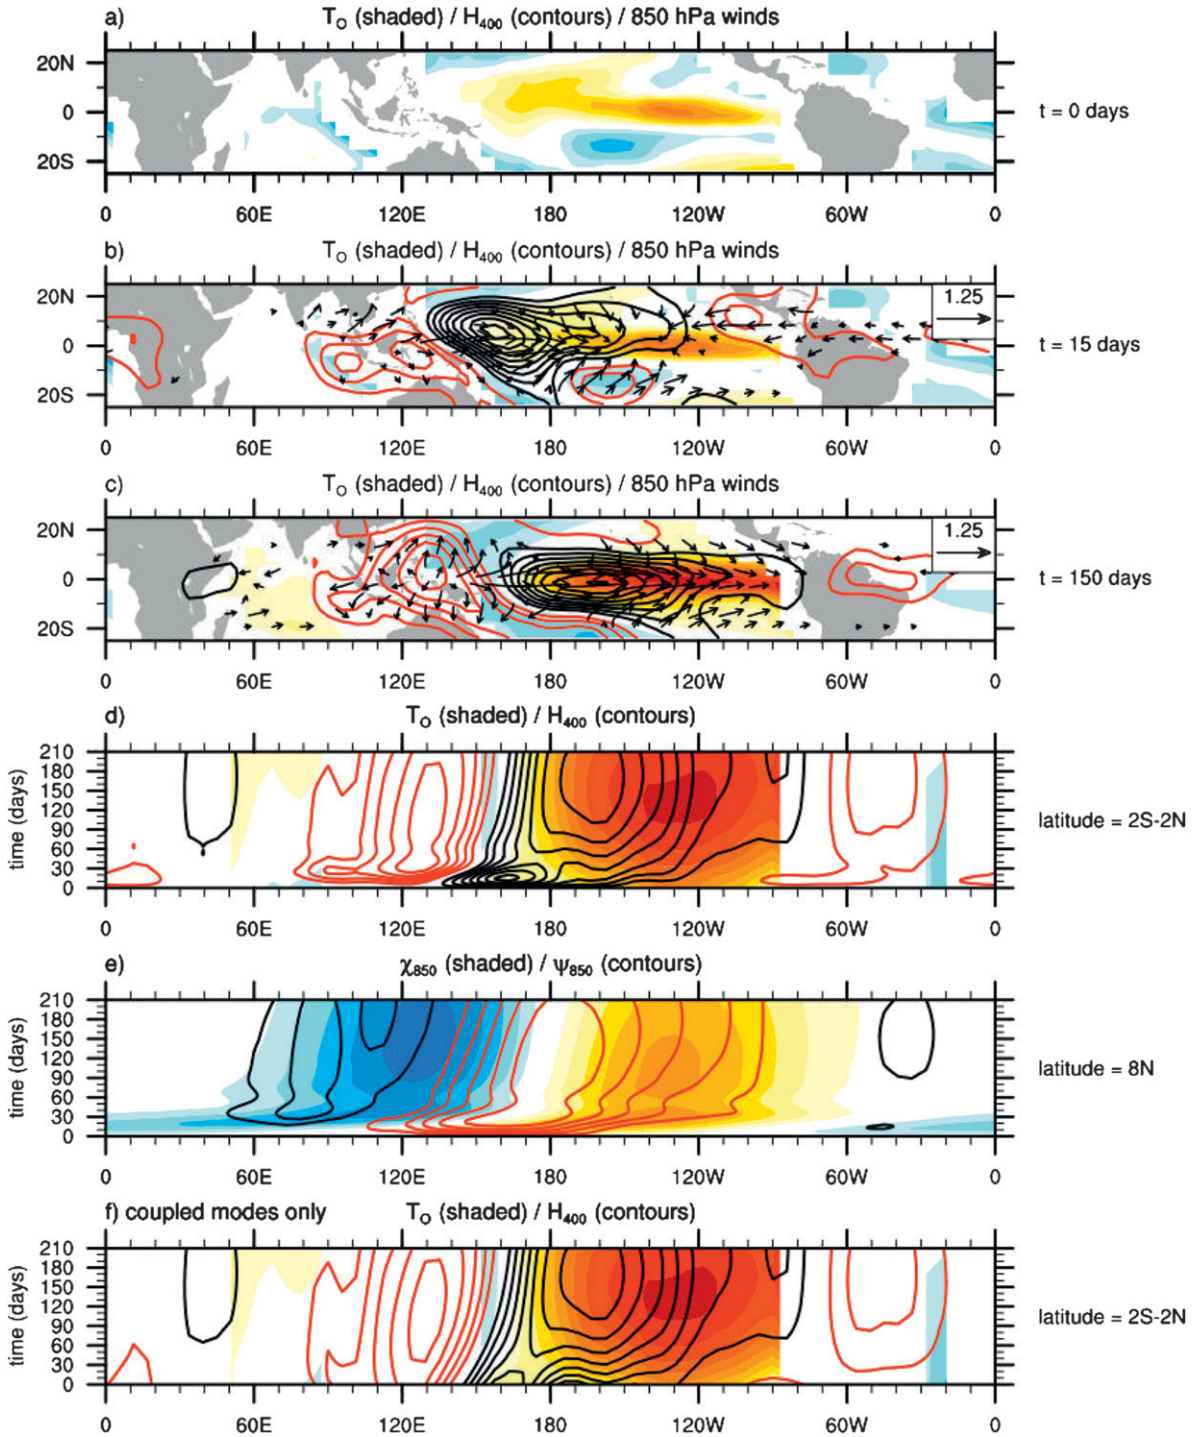 a) T_O (shaded) / H_400 (contours) / 850 hPa winds
20N
0
20S
t = 0 days
0 60E 120E 180 120W 60W 0
b) T_O (shaded) / H_400 (contours) / 850 hPa winds
1.25
20N
0
20S
t = 15 days
0 60E 120E 180 120W 60W 0
c) T_O (shaded) / H_400 (contours) / 850 hPa winds
1.25
20N
0
20S
t = 150 days
0 60E 120E 180 120W 60W 0
d) T_O (shaded) / H_400 (contours)
time (days)
210
180
150
120
90
60
30
0
latitude = 2S-2N
0 60E 120E 180 120W 60W 0
e) χ_850 (shaded) / ψ_850 (contours)
time (days)
210
180
150
120
90
60
30
0
latitude = 8N
0 60E 120E 180 120W 60W 0
f) coupled modes only T_O (shaded) / H_400 (contours)
time (days)
210
180
150
120
90
60
30
0
latitude = 2S-2N
0 60E 120E 180 120W 60W 0